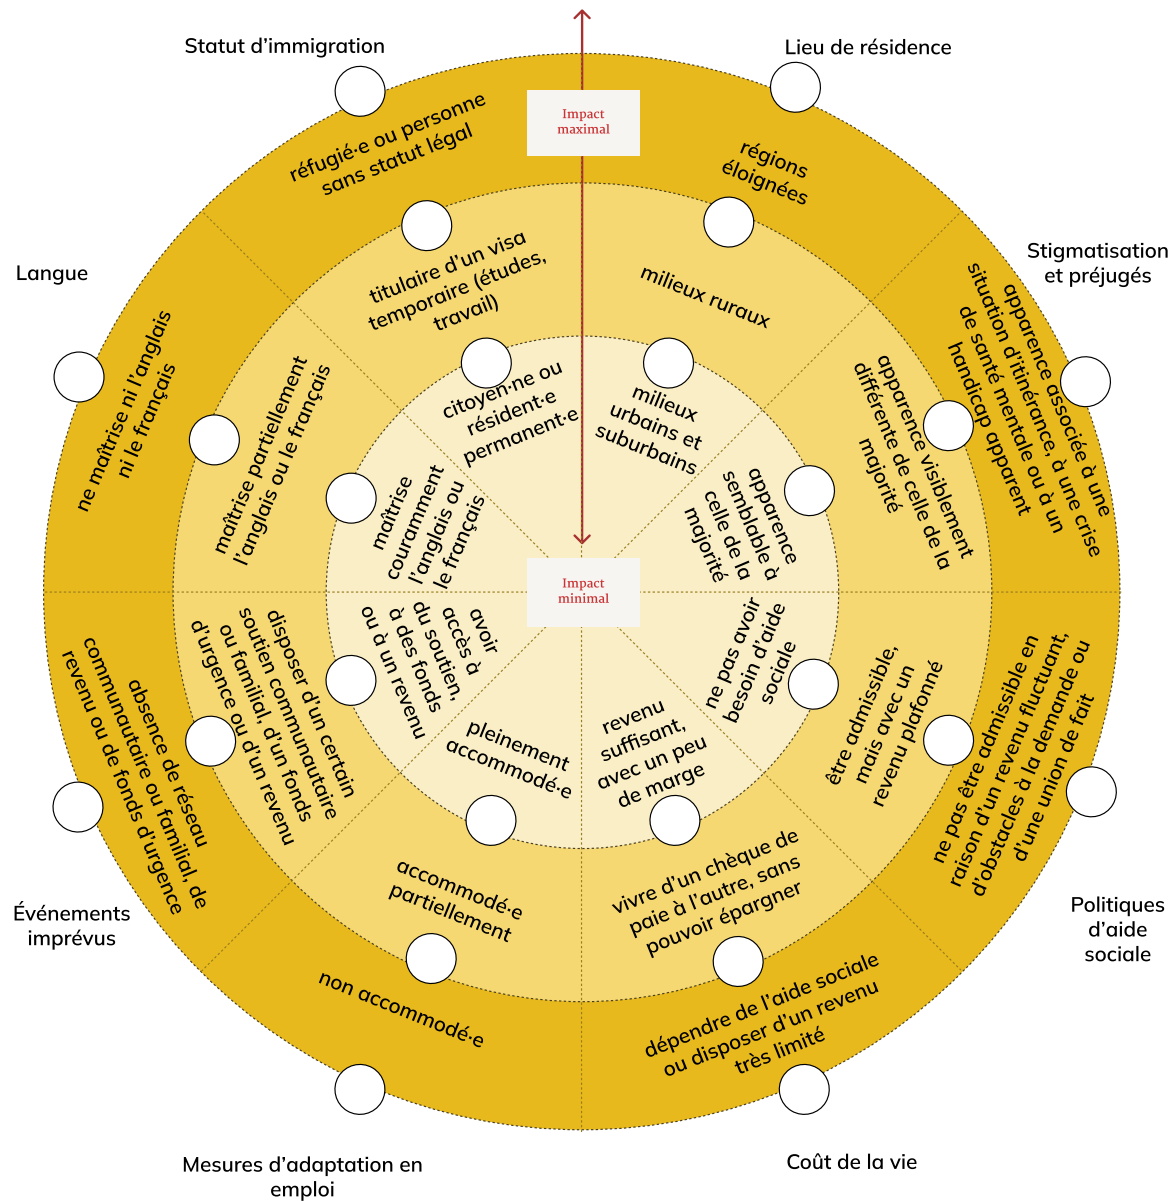 Statut d’immigration
Lieu de résidence
Impact
maximal
réfugié·e ou personne
sans statut légal
régions
éloignées
titulaire d’un visa
temporaire (études,
travail)
milieux ruraux
citoyen·ne ou
résident·e
permanent·e
milieux
urbains et
suburbains
Langue
Stigmatisation
et préjugés
ne maîtrise ni l’anglais
ni le français
maîtrise partiellement
l’anglais ou le français
maîtrise
couramment
l’anglais ou
le français
apparence
semblable à
celle de la
majorité
apparence visiblement
différente de celle de la
majorité
apparence associée à une
situation d’itinérance, à une crise
de santé mentale ou à un
handicap apparent
Impact
minimal
avoir
accès à
du soutien,
à des fonds
ou à un revenu
disposer d’un certain
soutien communautaire
ou familial, d’un fonds
d’urgence ou d’un revenu
absence de réseau
communautaire ou familial, de
revenu ou de fonds d’urgence
ne pas avoir
besoin d’aide
sociale
être admissible,
mais avec un
revenu plafonné
ne pas être admissible en
raison d’un revenu fluctuant,
d’obstacles à la demande ou
d’une union de fait
pleinement
accommodé·e
revenu
suffisant,
avec un peu
de marge
accommodé·e
partiellement
vivre d’un chèque de
paie à l’autre, sans
pouvoir épargner
non accommodé·e
dépendre de l’aide sociale
ou disposer d’un revenu
très limité
Événements
imprévus
Politiques
d’aide
sociale
Mesures d’adaptation en
emploi
Coût de la vie